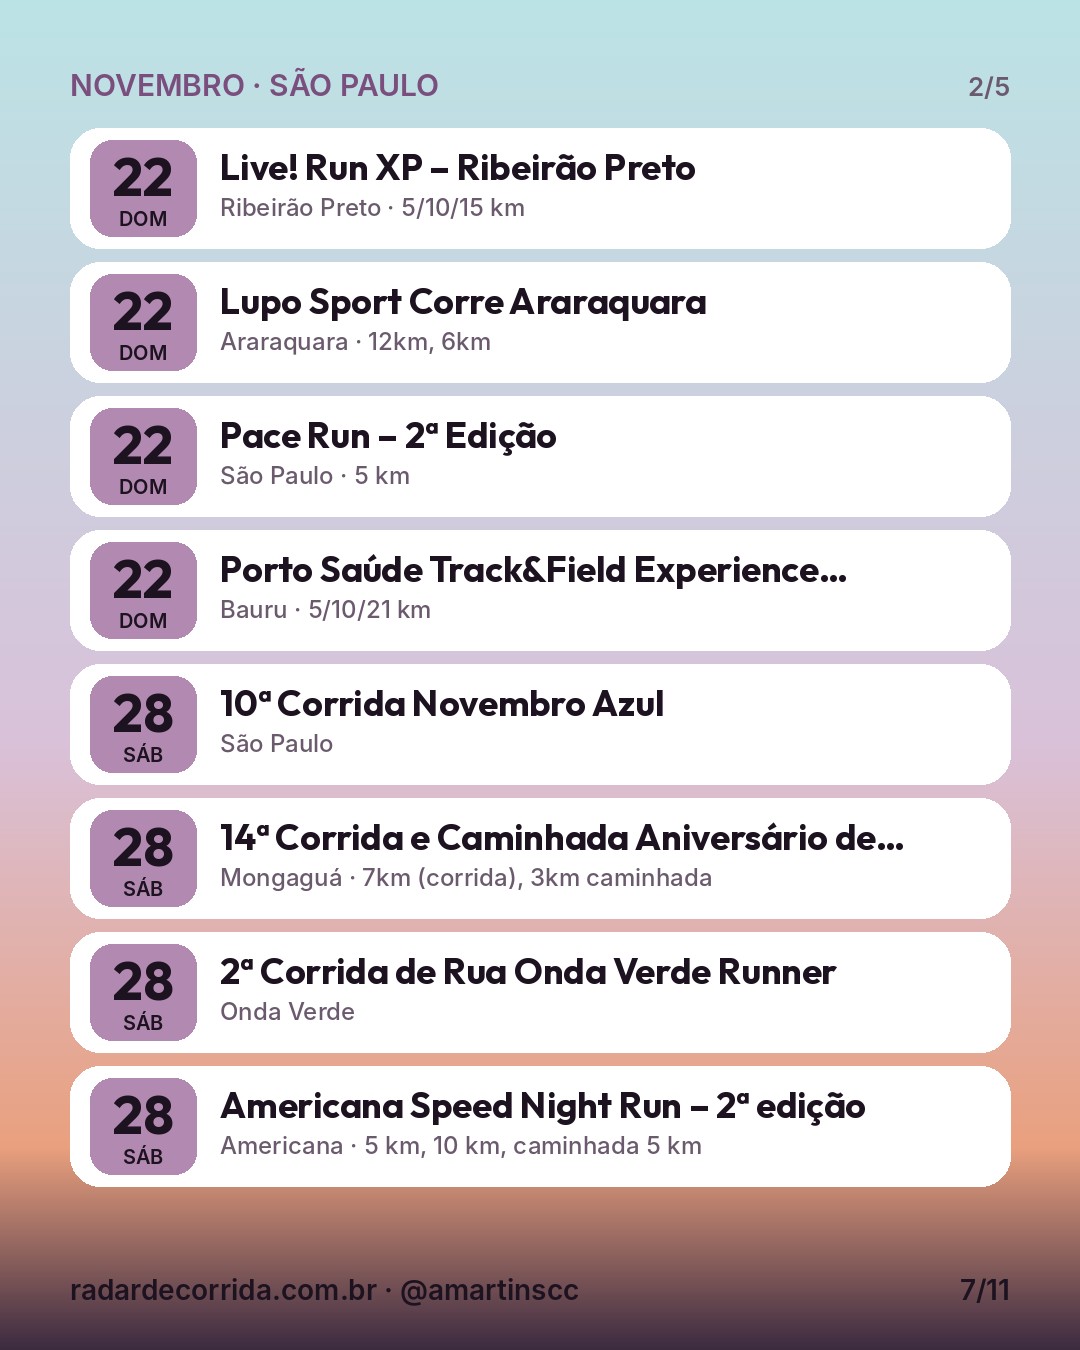 NOVEMBRO · SÃO PAULO
2/5
22
DOM
Live! Run XP – Ribeirão Preto
Ribeirão Preto · 5/10/15 km
22
DOM
Lupo Sport Corre Araraquara
Araraquara · 12km, 6km
22
DOM
Pace Run – 2ª Edição
São Paulo · 5 km
22
DOM
Porto Saúde Track&Field Experience...
Bauru · 5/10/21 km
28
SÁB
10ª Corrida Novembro Azul
São Paulo
28
SÁB
14ª Corrida e Caminhada Aniversário de...
Mongaguá · 7km (corrida), 3km caminhada
28
SÁB
2ª Corrida de Rua Onda Verde Runner
Onda Verde
28
SÁB
Americana Speed Night Run – 2ª edição
Americana · 5 km, 10 km, caminhada 5 km
radardecorrida.com.br · @amartinscc
7/11